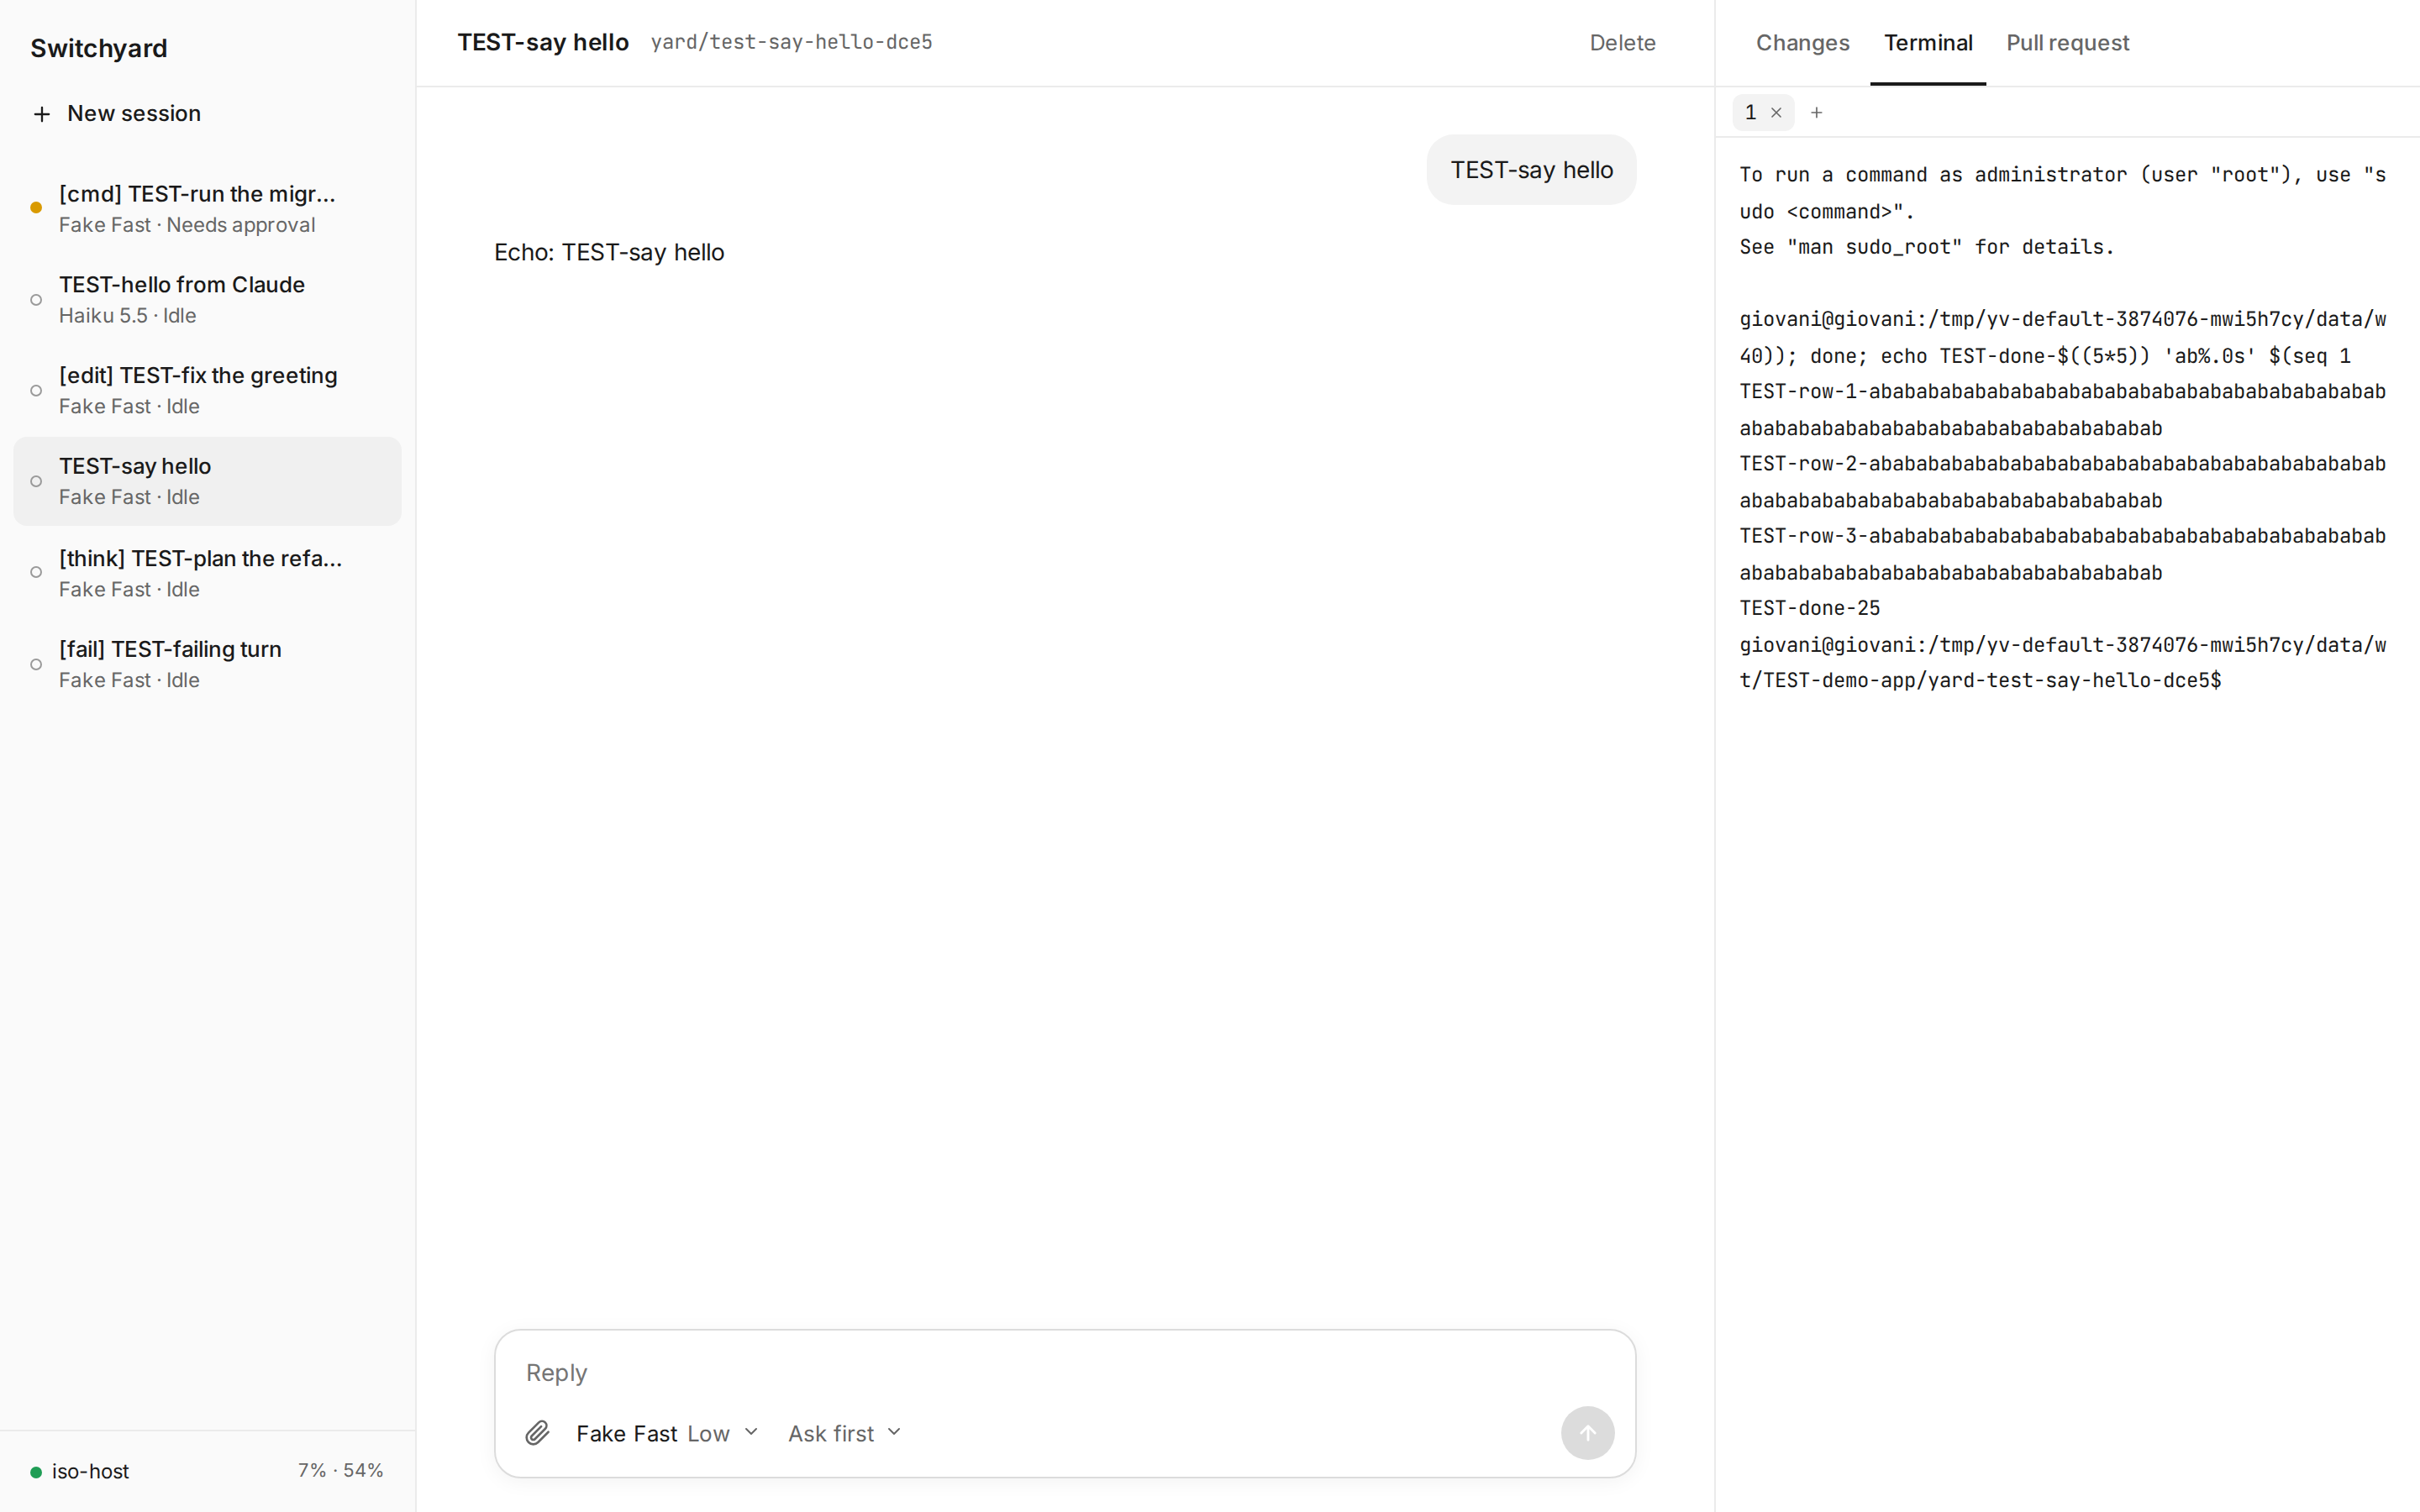 Switchyard
New session
[cmd] TEST-run the migr...
Fake Fast · Needs approval
TEST-hello from Claude
Haiku 5.5 · Idle
[edit] TEST-fix the greeting
Fake Fast · Idle
TEST-say hello
Fake Fast · Idle
[think] TEST-plan the refa...
Fake Fast · Idle
[fail] TEST-failing turn
Fake Fast · Idle
iso-host 7% · 54%
TEST-say hello yard/test-say-hello-dce5 Delete
TEST-say hello
Echo: TEST-say hello
Reply
Fake Fast Low Ask first
Changes Terminal Pull request
1 × +
To run a command as administrator (user "root"), use "s
udo <command>".
See "man sudo_root" for details.
giovani@giovani:/tmp/yv-default-3874076-mwi5h7cy/data/w
40)); done; echo TEST-done-$((5*5)) 'ab%.0s' $(seq 1
TEST-row-1-abababababababababababababababababababababab
abababababababababababababababababab
TEST-row-2-abababababababababababababababababababababab
abababababababababababababababababab
TEST-row-3-abababababababababababababababababababababab
abababababababababababababababababab
TEST-done-25
giovani@giovani:/tmp/yv-default-3874076-mwi5h7cy/data/w
t/TEST-demo-app/yard-test-say-hello-dce5$